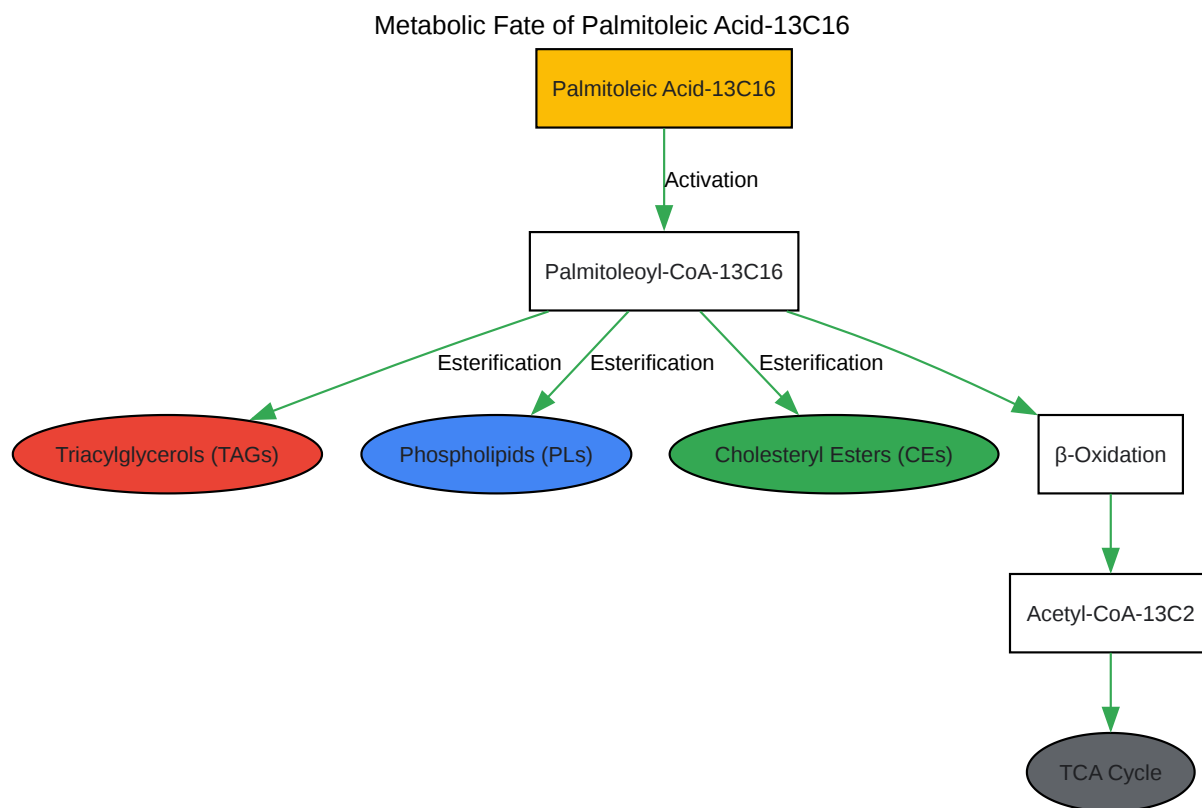 Metabolic Fate of Palmitoleic Acid-13C16
Palmitoleic Acid-13C16
Activation
Palmitoleoyl-CoA-13C16
Esterification
Esterification
Esterification
Triacylglycerols (TAGs)
Phospholipids (PLs)
Cholesteryl Esters (CEs)
β-Oxidation
Acetyl-CoA-13C2
TCA Cycle